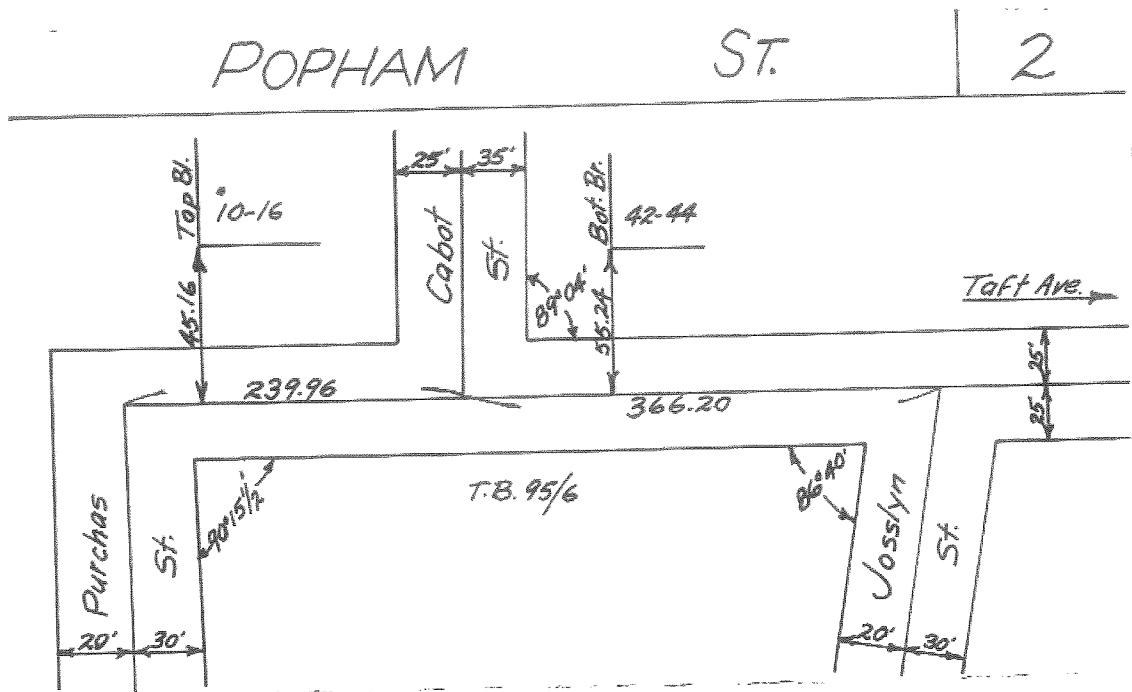 POPHAM ST. 2
25' 35'
Top Bl.
10-16
Bot. Br.
42-44
Cabot St.
89° 04'
45.16
55.24
Taft Ave.
239.96
366.20
25'
25
T.B. 95/6
90° 15 1/2'
86° 40'
Purchas St.
Josslyn St.
20' 30'
20' 30'